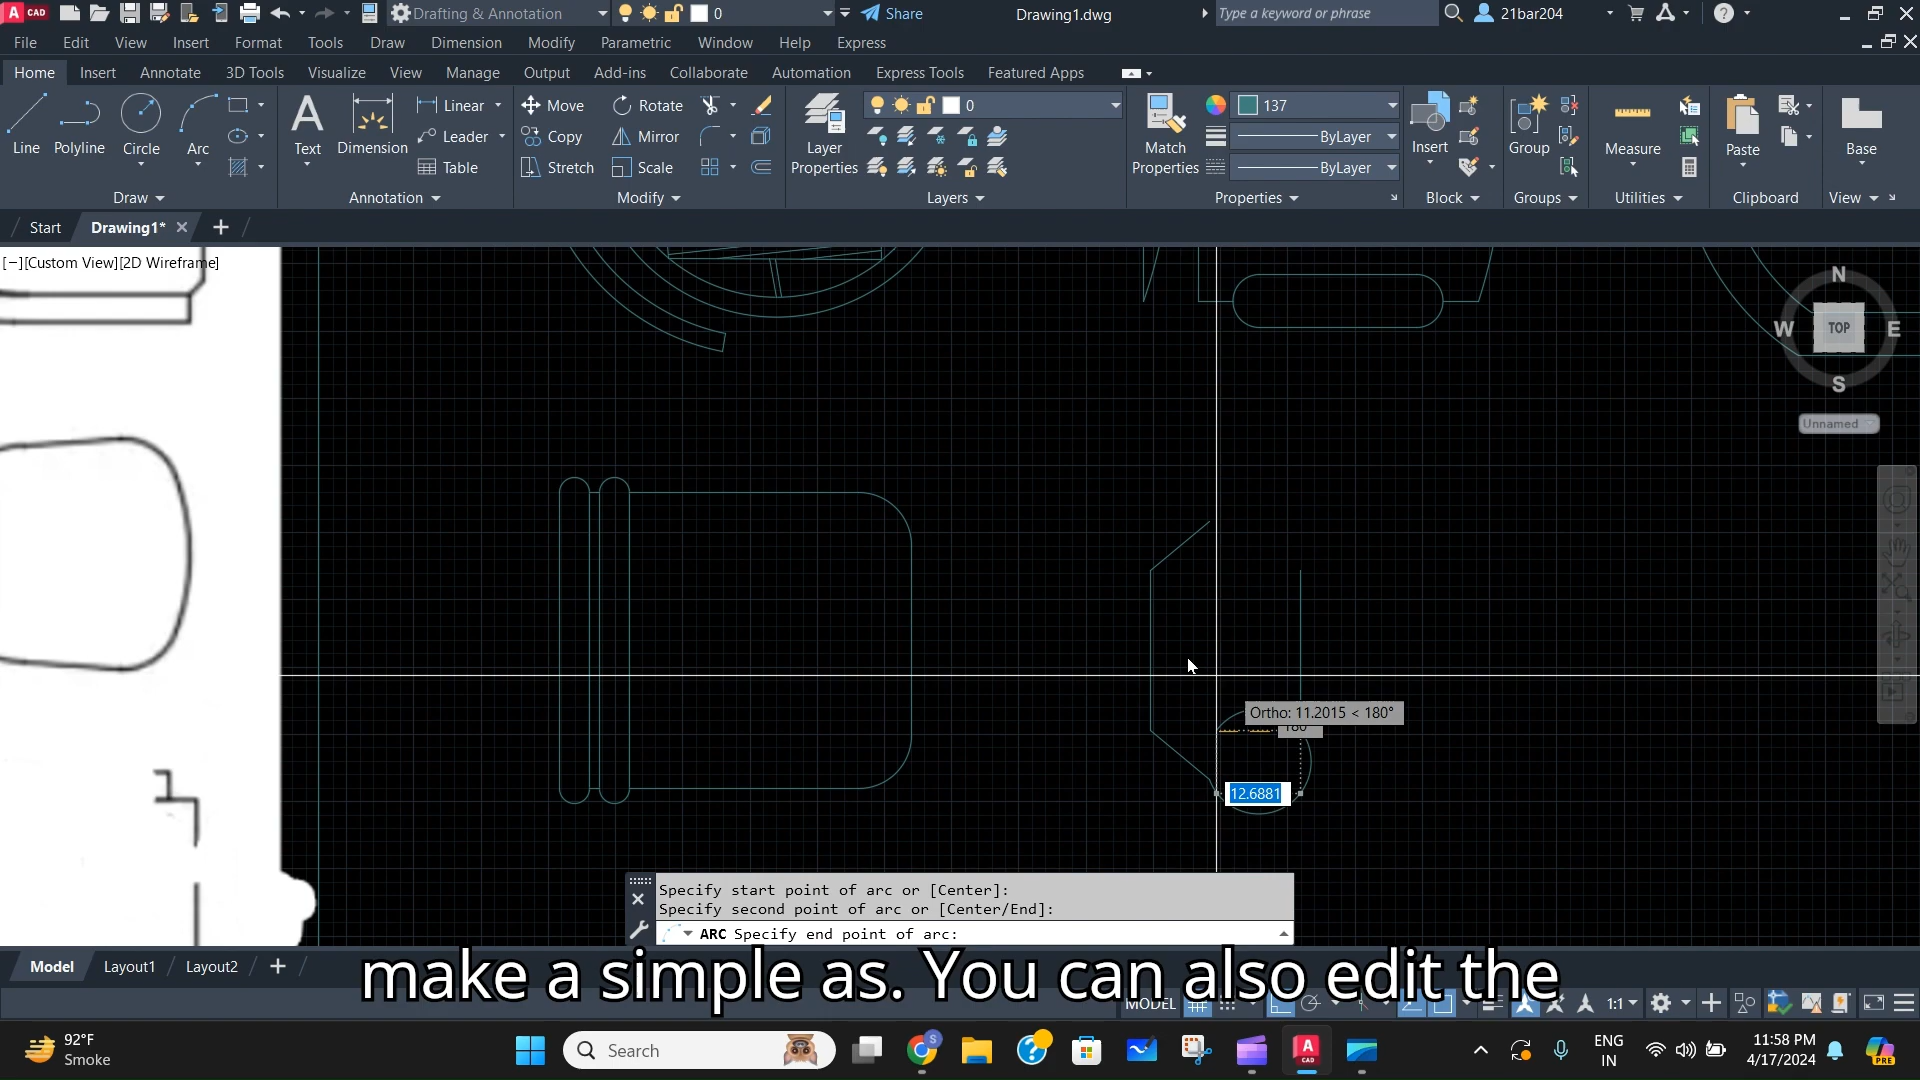 A CAD Drafting & Annotation 0 Share Drawing1.dwg Type a keyword or phrase 21bar204
File Edit View Insert Format Tools Draw Dimension Modify Parametric Window Help Express
Home Insert Annotate 3D Tools Visualize View Manage Output Add-ins Collaborate Automation Express Tools Featured Apps
Line Polyline Circle Arc Text Dimension Linear Leader Table
Move Rotate
Copy Mirror
Stretch Scale
Layer Properties 0
Match Properties 137
ByLayer
ByLayer
Insert Group Measure Paste Base
Draw Annotation Modify Layers Properties Block Groups Utilities Clipboard View
Start Drawing1* +
[−][Custom View][2D Wireframe]
N
W TOP E
S
Unnamed
Ortho: 11.2015 < 180°
180°
12.6881
Specify start point of arc or [Center]:
Specify second point of arc or [Center/End]:
ARC Specify end point of arc:
Model Layout1 Layout2 +
make a simple as. You can also edit the
MODEL 1:1
92°F
Smoke
Search
A CAD
PRE
ENG
IN
11:58 PM
4/17/2024